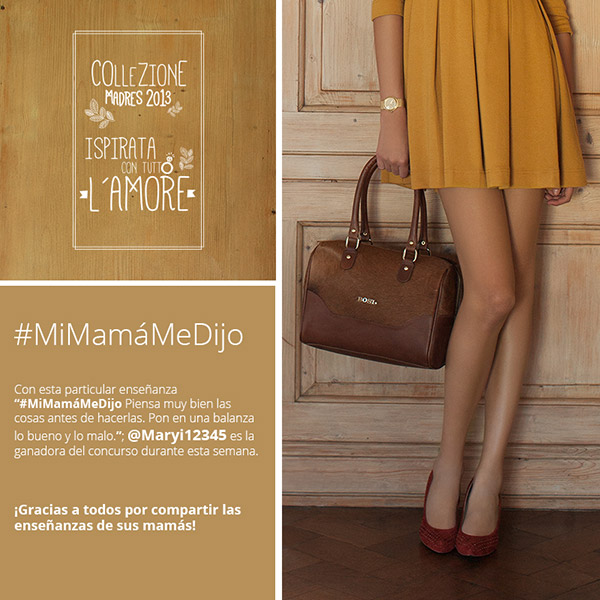 COLLEZIONE
MADRES 2013
ISPIRATA
CON TUTTO
L´AMORE
#MiMamáMeDijo
Con esta particular enseñanza
"#MiMamáMeDijo Piensa muy bien las
cosas antes de hacerlas. Pon en una balanza
lo bueno y lo malo."; @Maryi12345 es la
ganadora del concurso durante esta semana.
¡Gracias a todos por compartir las
enseñanzas de sus mamás!